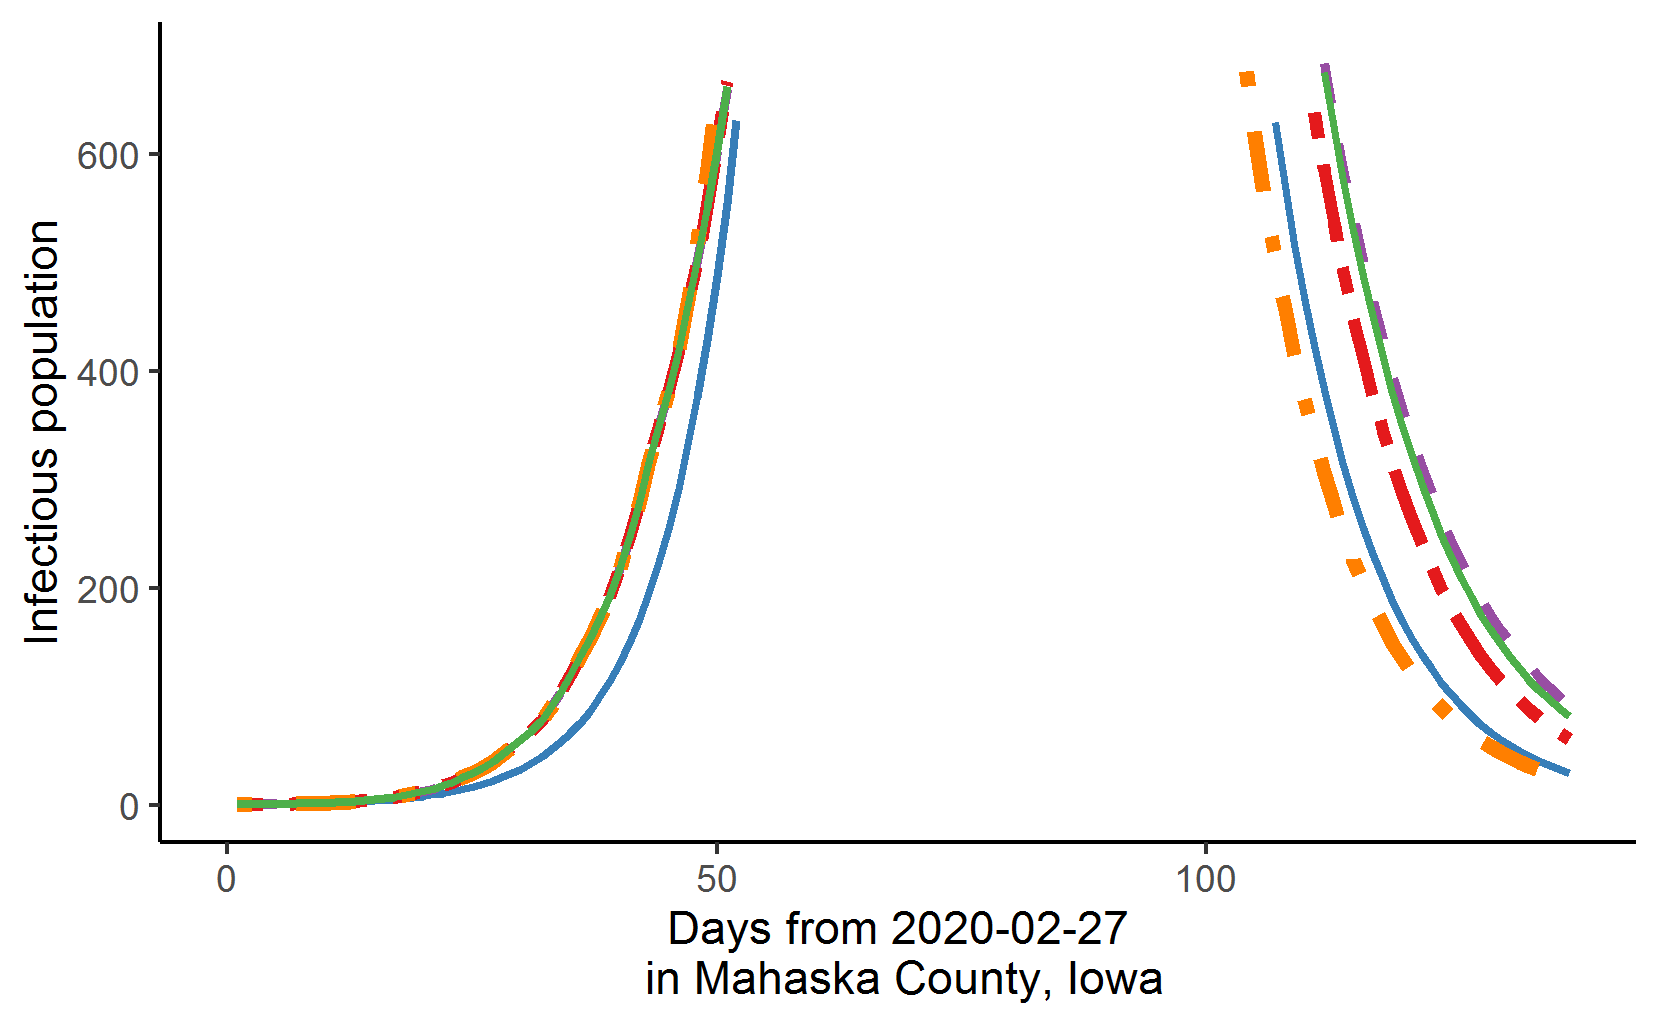 Infectious population
600
400
200
0
0 50 100
Days from 2020-02-27
in Mahaska County, Iowa